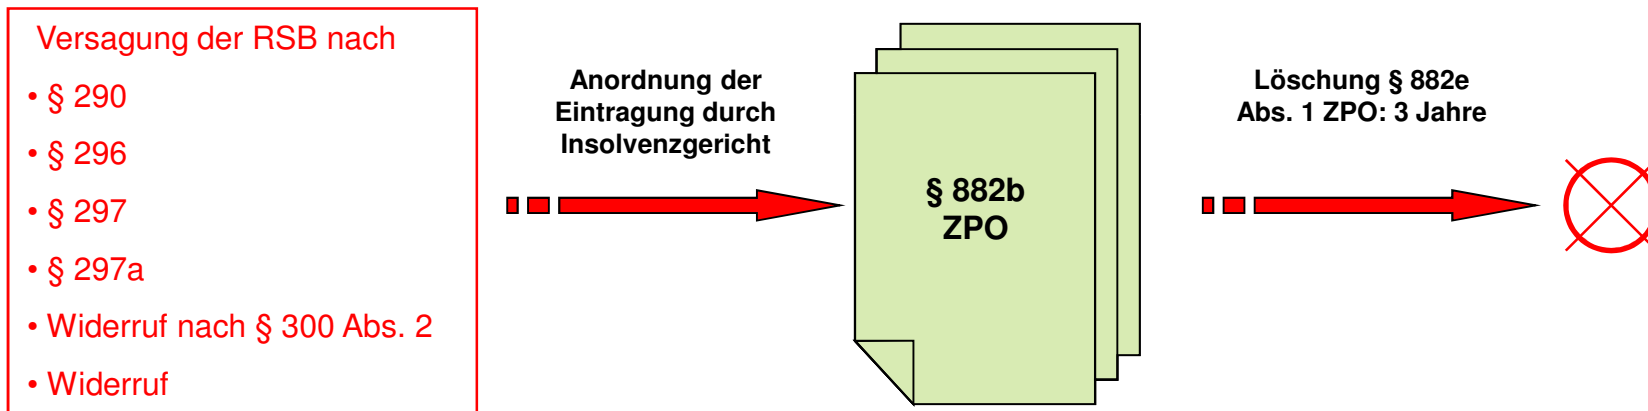 Versagung der RSB nach
• § 290
• § 296
• § 297
• § 297a
• Widerruf nach § 300 Abs. 2
• Widerruf
Anordnung der
Eintragung durch
Insolvenzgericht
§ 882b
ZPO
Löschung § 882e
Abs. 1 ZPO: 3 Jahre